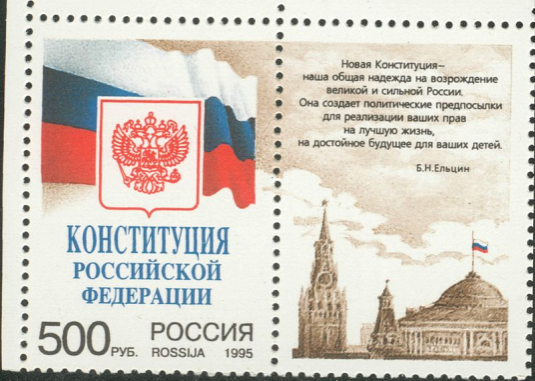 КОНСТИТУЦИЯ
РОССИЙСКОЙ
ФЕДЕРАЦИИ
500 РУБ. РОССИЯ
ROSSIJA 1995
Новая Конституция–
наша общая надежда на возрождение
великой и сильной России.
Она создает политические предпосылки
для реализации ваших прав
на лучшую жизнь,
на достойное будущее для ваших детей.
Б.Н.Ельцин